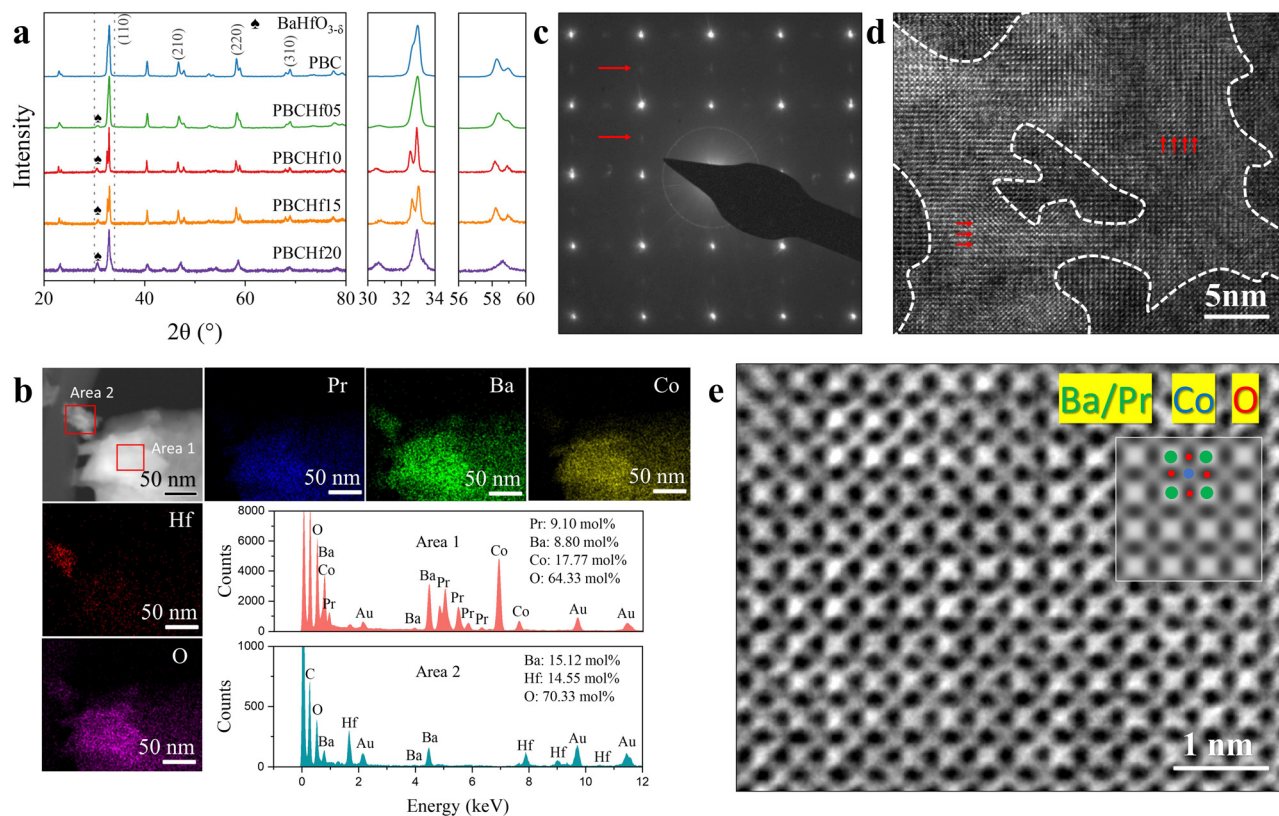 a
♠ BaHfO3-δ
(110)
(210)
(220)
(310)
PBC
PBCHf05
♠
PBCHf10
♠
PBCHf15
♠
PBCHf20
♠
Intensity
20 40 60 80
30 32 34
56 58 60
2θ (°)
c
d
5nm
b
Area 2
Area 1
50 nm
Pr
50 nm
Ba
50 nm
Co
50 nm
Hf
50 nm
O
50 nm
8000
6000
4000
2000
0
Counts
Area 1
Pr: 9.10 mol%
Ba: 8.80 mol%
Co: 17.77 mol%
O: 64.33 mol%
O
Ba
Co
Pr
Au
Ba
Ba
Pr
Pr
Pr
Pr
Co
Co
Au
Au
1000
500
0
Counts
Area 2
Ba: 15.12 mol%
Hf: 14.55 mol%
O: 70.33 mol%
C
O
Ba
Hf
Au
Ba
Ba
Hf
Hf
Au
Hf
Au
0 2 4 6 8 10 12
Energy (keV)
e
Ba/Pr Co O
1 nm